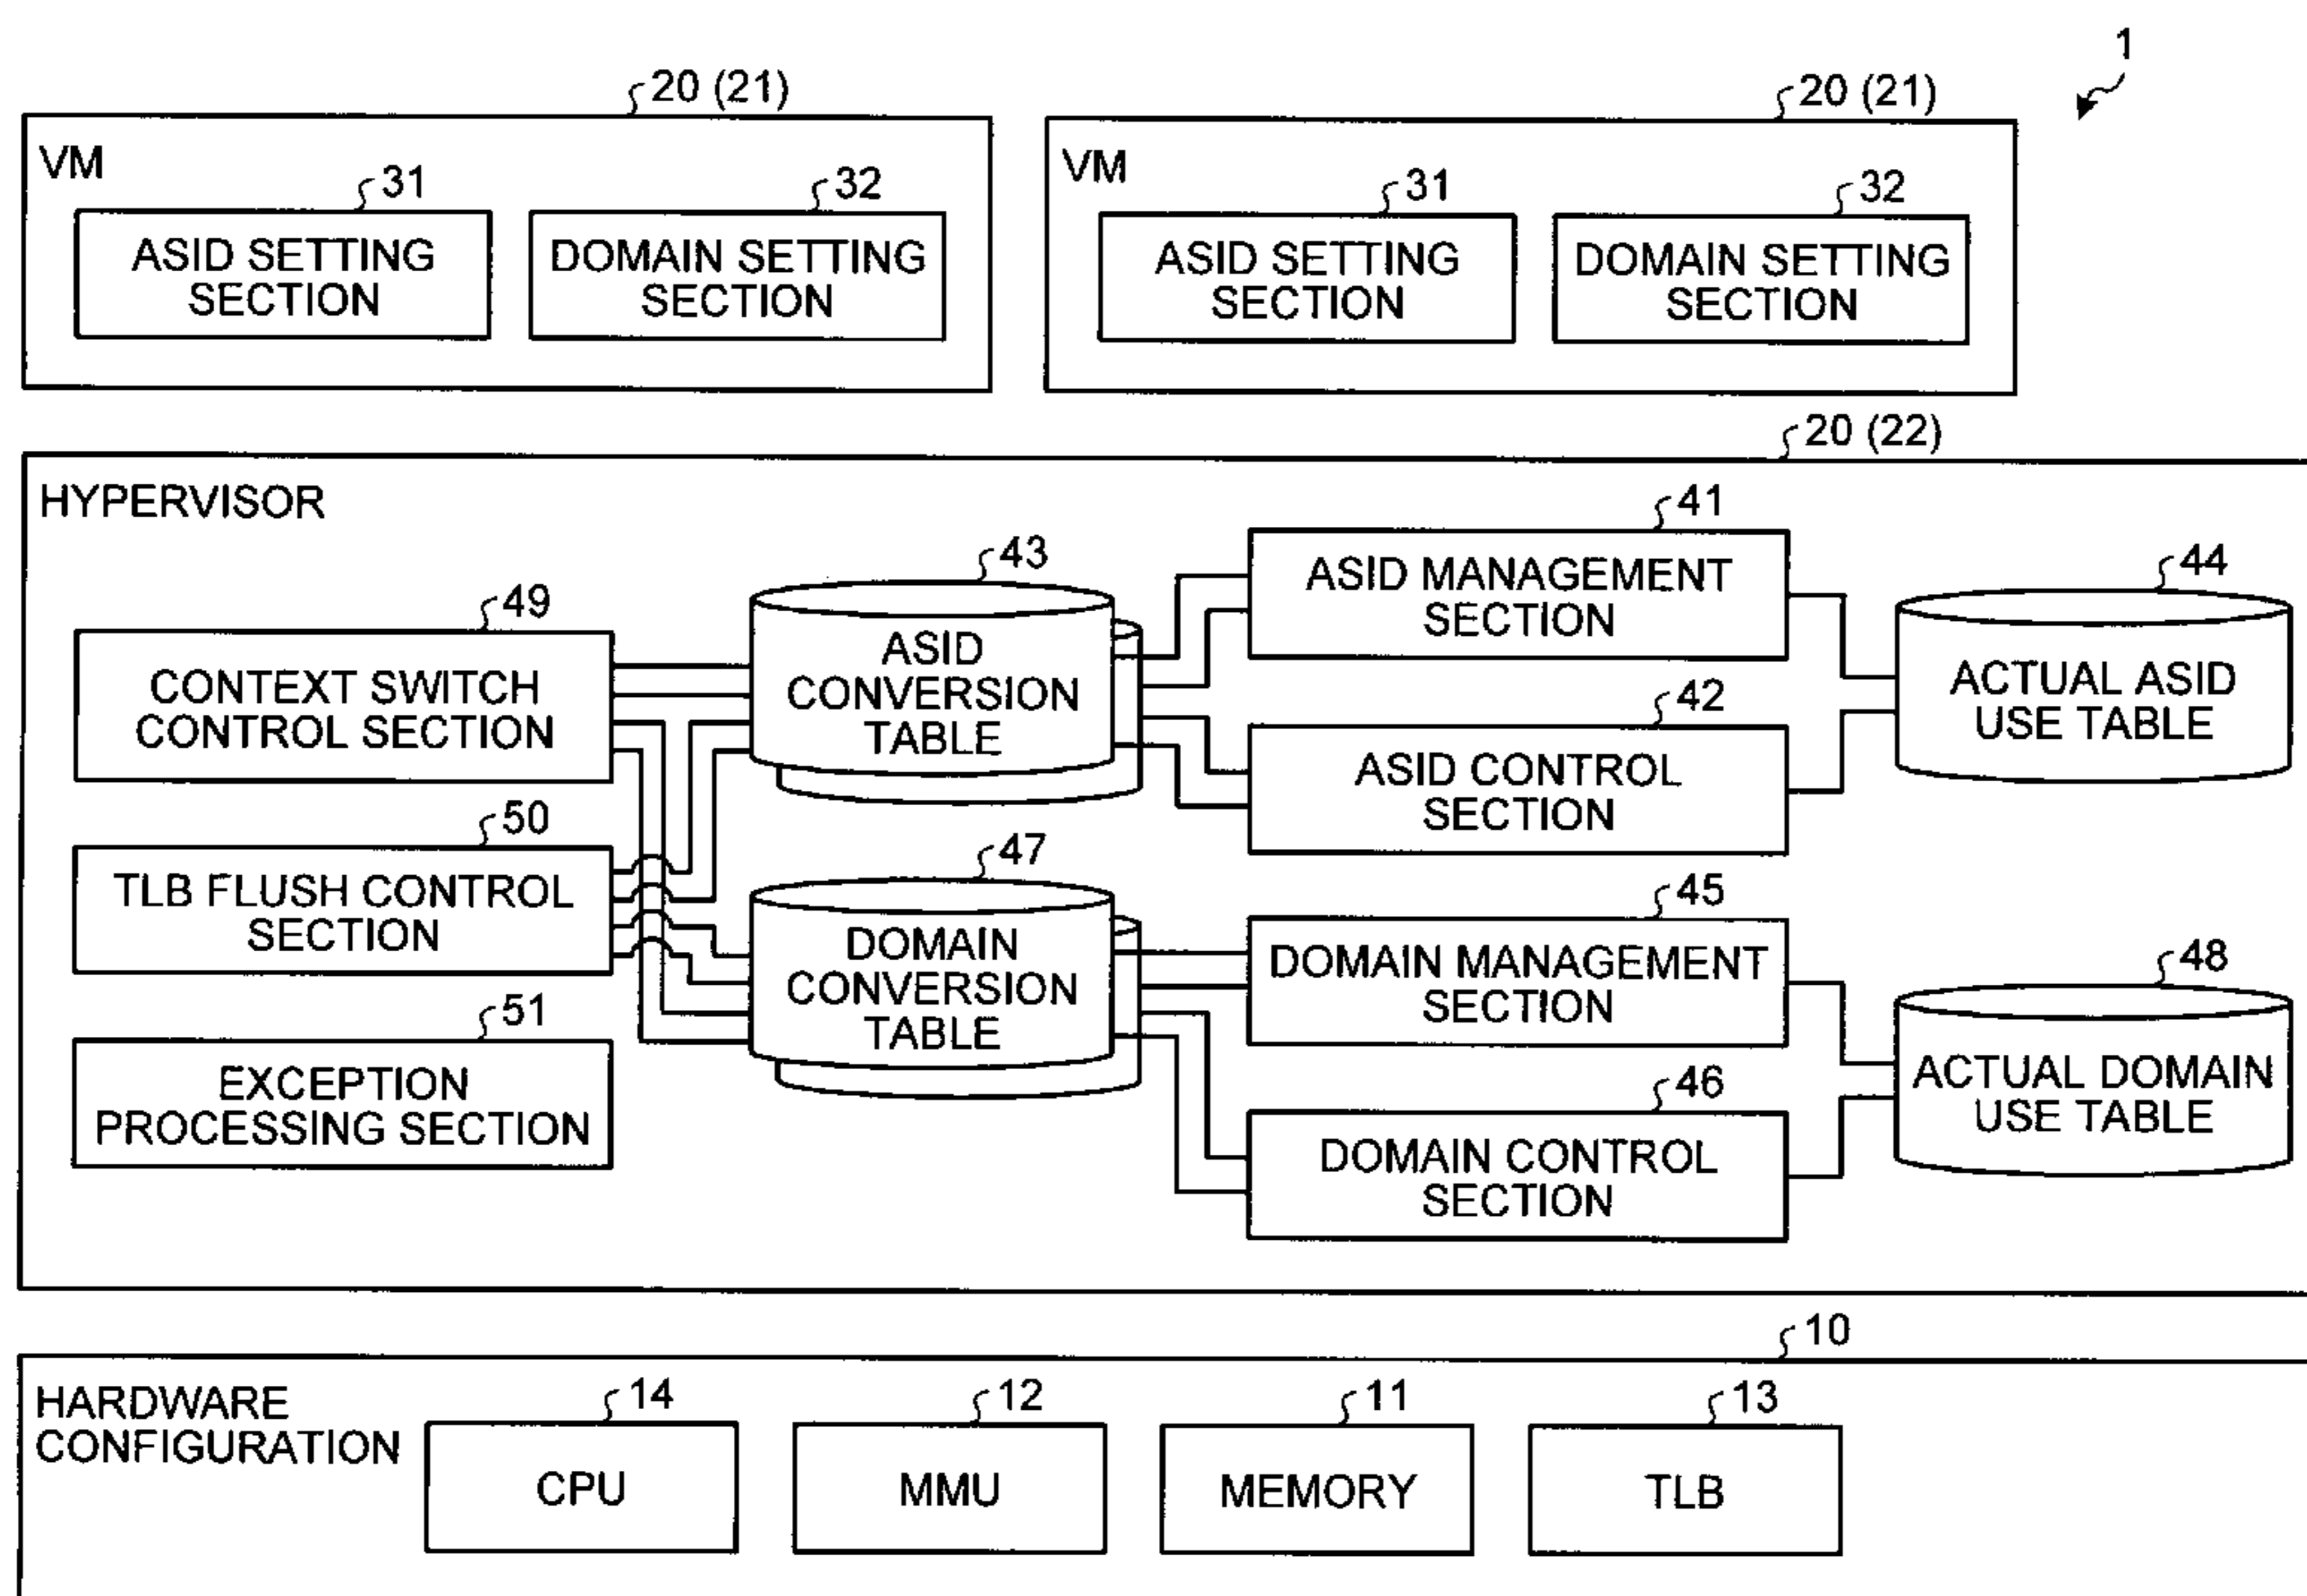 1
20 (21)
VM
31
ASID SETTING
SECTION
32
DOMAIN SETTING
SECTION
20 (21)
VM
31
ASID SETTING
SECTION
32
DOMAIN SETTING
SECTION
20 (22)
HYPERVISOR
49
CONTEXT SWITCH
CONTROL SECTION
50
TLB FLUSH CONTROL
SECTION
51
EXCEPTION
PROCESSING SECTION
43
ASID
CONVERSION
TABLE
47
DOMAIN
CONVERSION
TABLE
41
ASID MANAGEMENT
SECTION
42
ASID CONTROL
SECTION
45
DOMAIN MANAGEMENT
SECTION
46
DOMAIN CONTROL
SECTION
44
ACTUAL ASID
USE TABLE
48
ACTUAL DOMAIN
USE TABLE
10
HARDWARE
CONFIGURATION
14
CPU
12
MMU
11
MEMORY
13
TLB